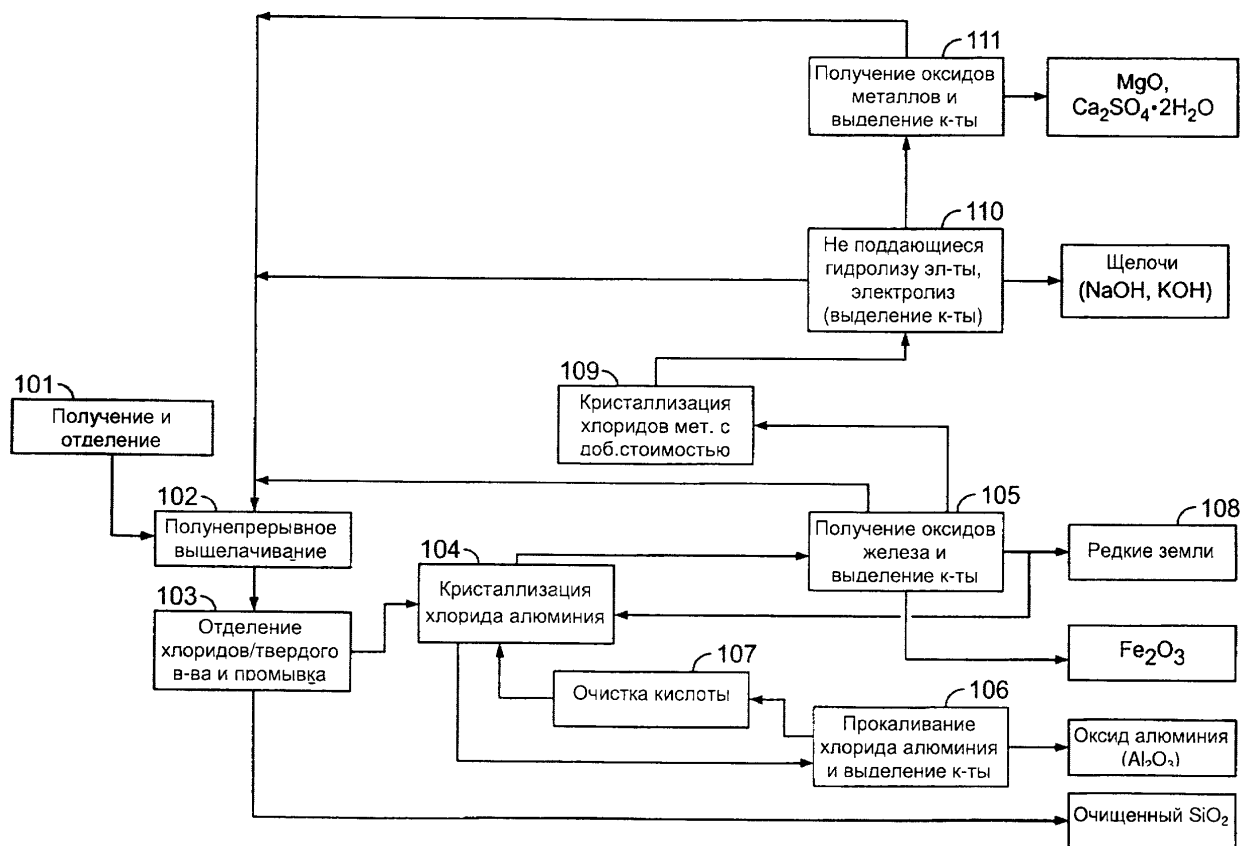 111
Получение оксидов
металлов и
выделение к-ты
MgO,
Ca₂SO₄•2H₂O
110
Не поддающиеся
гидролизу эл-ты,
электролиз
(выделение к-ты)
Щелочи
(NaOH, KOH)
109
Кристаллизация
хлоридов мет. с
доб.стоимостью
101
Получение и
отделение
102
Полунепрерывное
вышелачивание
105
Получение оксидов
железа и
выделение к-ты
108
Редкие земли
104
Кристаллизация
хлорида алюминия
103
Отделение
хлоридов/твердого
в-ва и промывка
Fe₂O₃
107
Очистка кислоты
106
Прокаливание
хлорида алюминия
и выделение к-ты
Оксид алюминия
(Al₂O₃)
Очищенный SiO₂